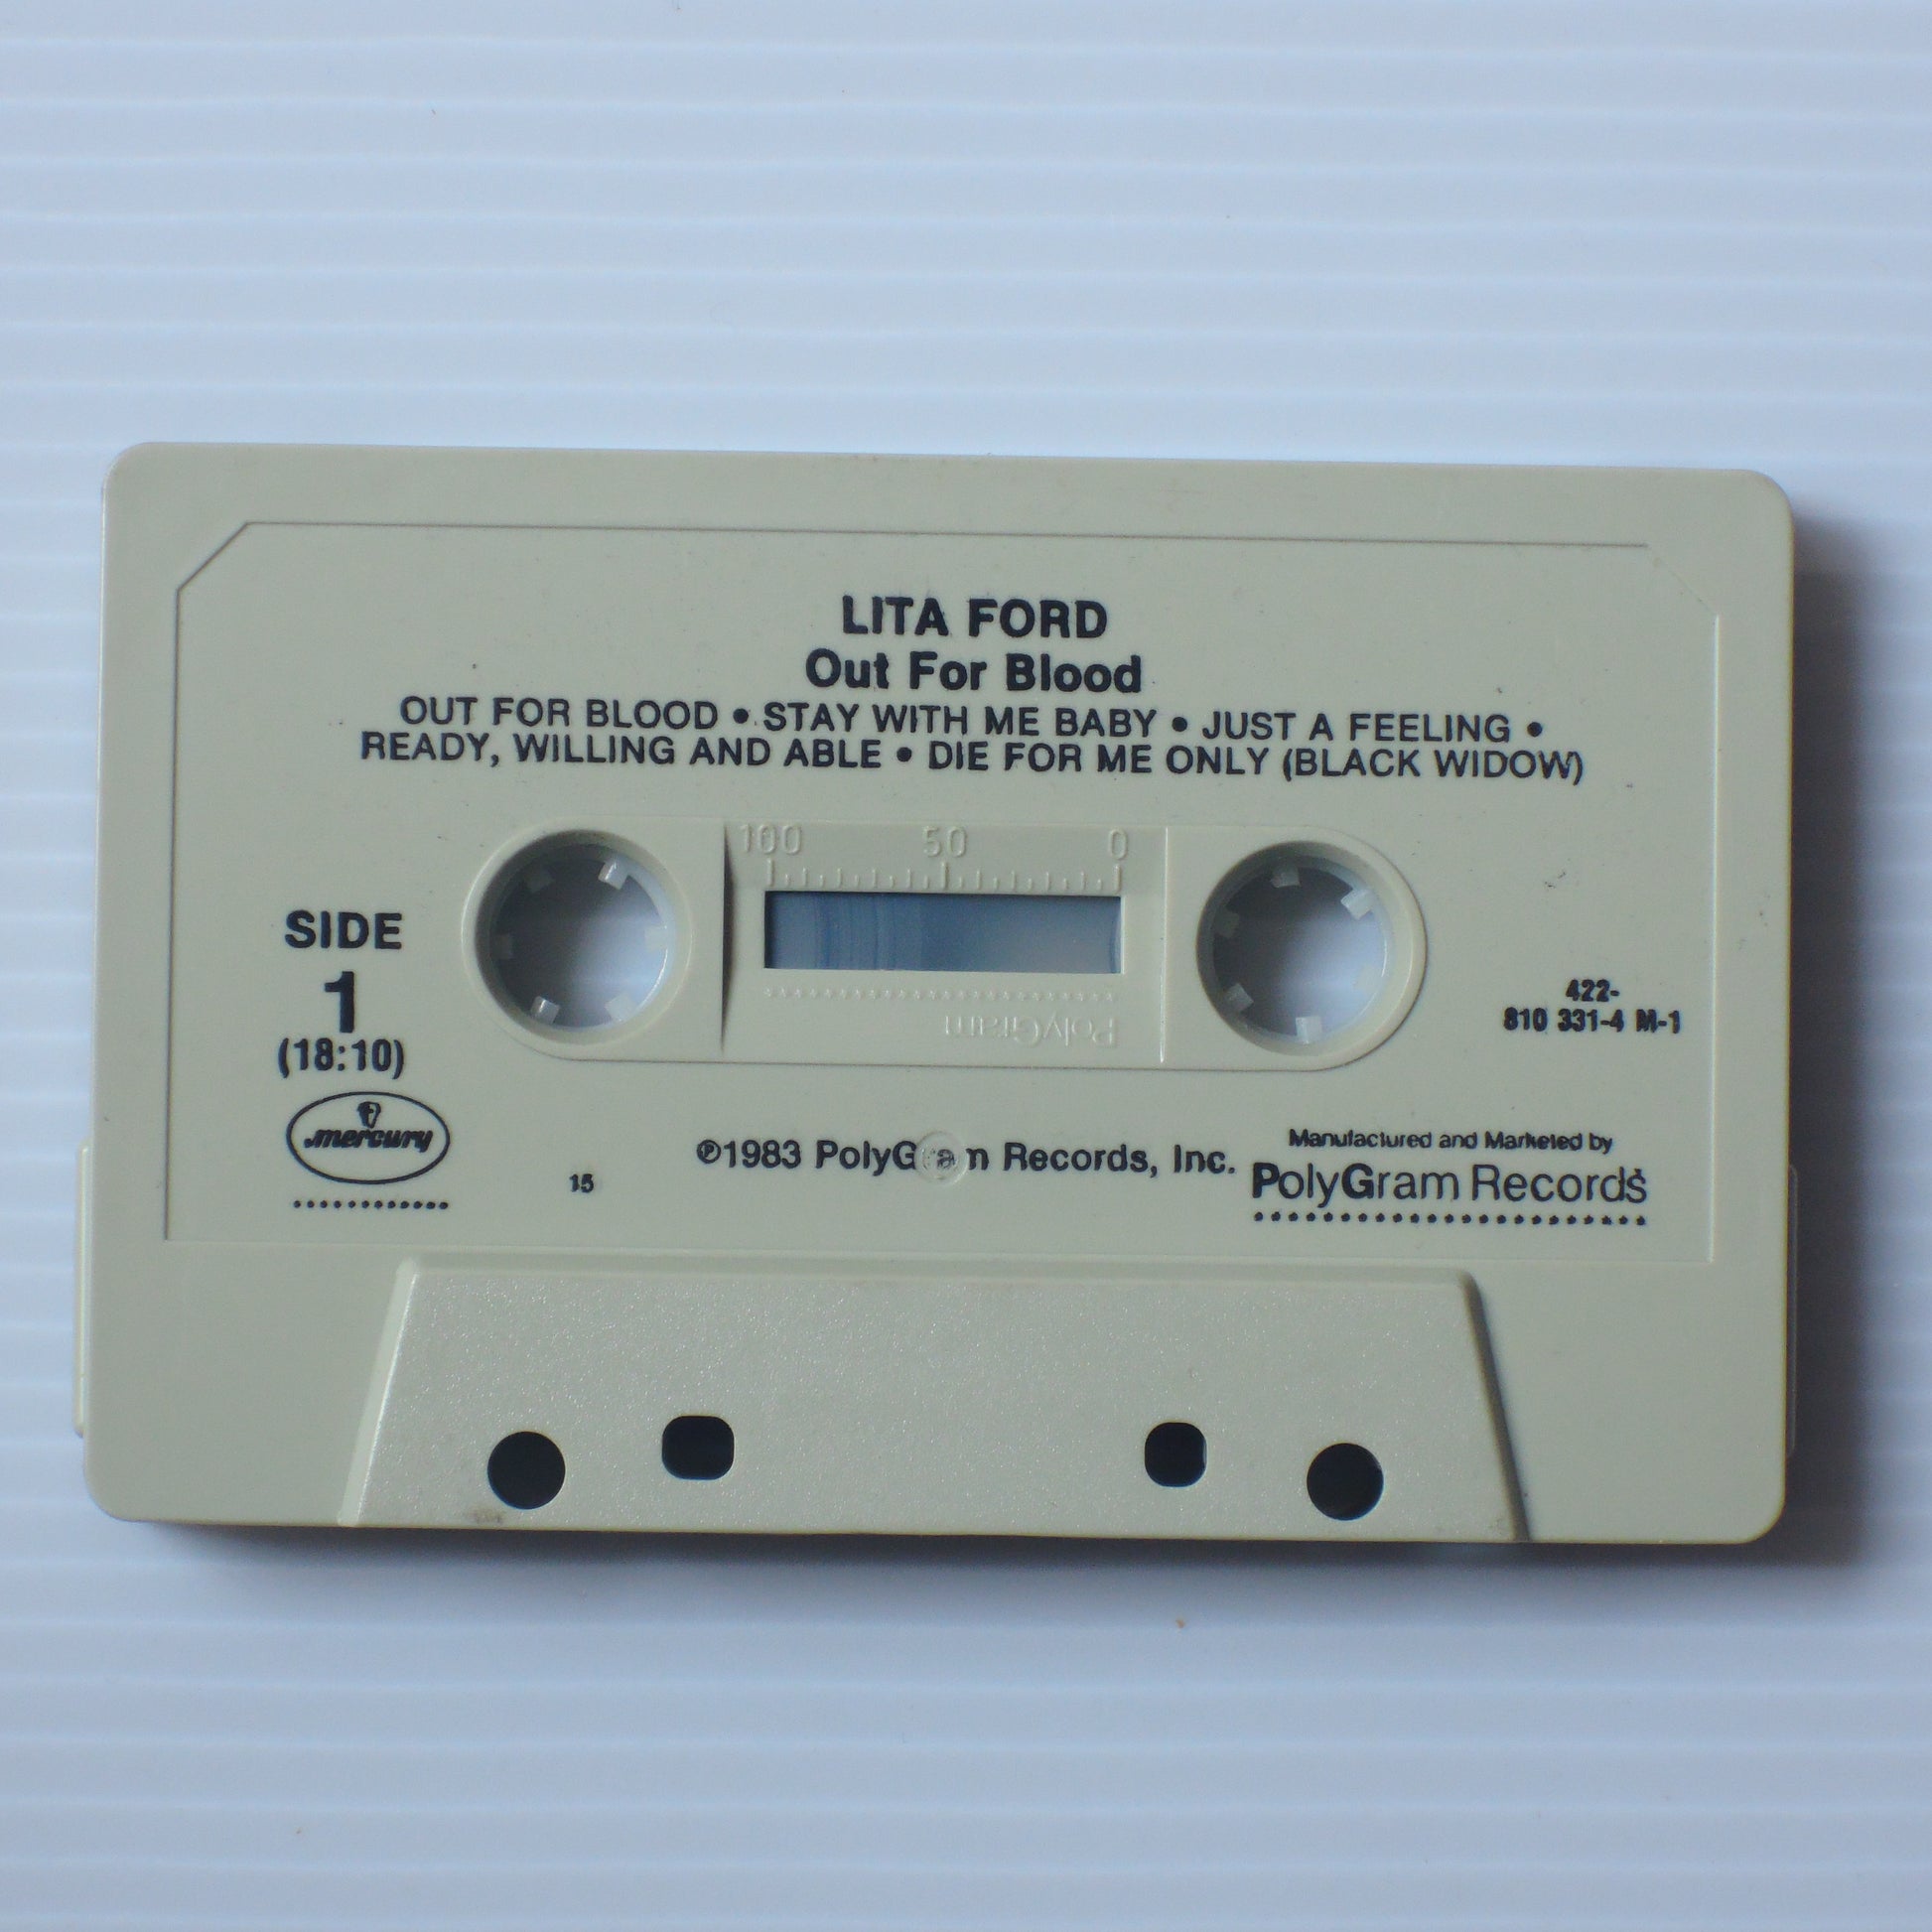 LITA FORD
Out For Blood
OUT FOR BLOOD • STAY WITH ME BABY • JUST A FEELING •
READY, WILLING AND ABLE • DIE FOR ME ONLY (BLACK WIDOW)
100 50 0
SIDE
1
(18:10)
422-
810 331-4 M-1
PolyGram
mercury
15
℗1983 PolyGram Records, Inc.
Manufactured and Marketed by
PolyGram Records